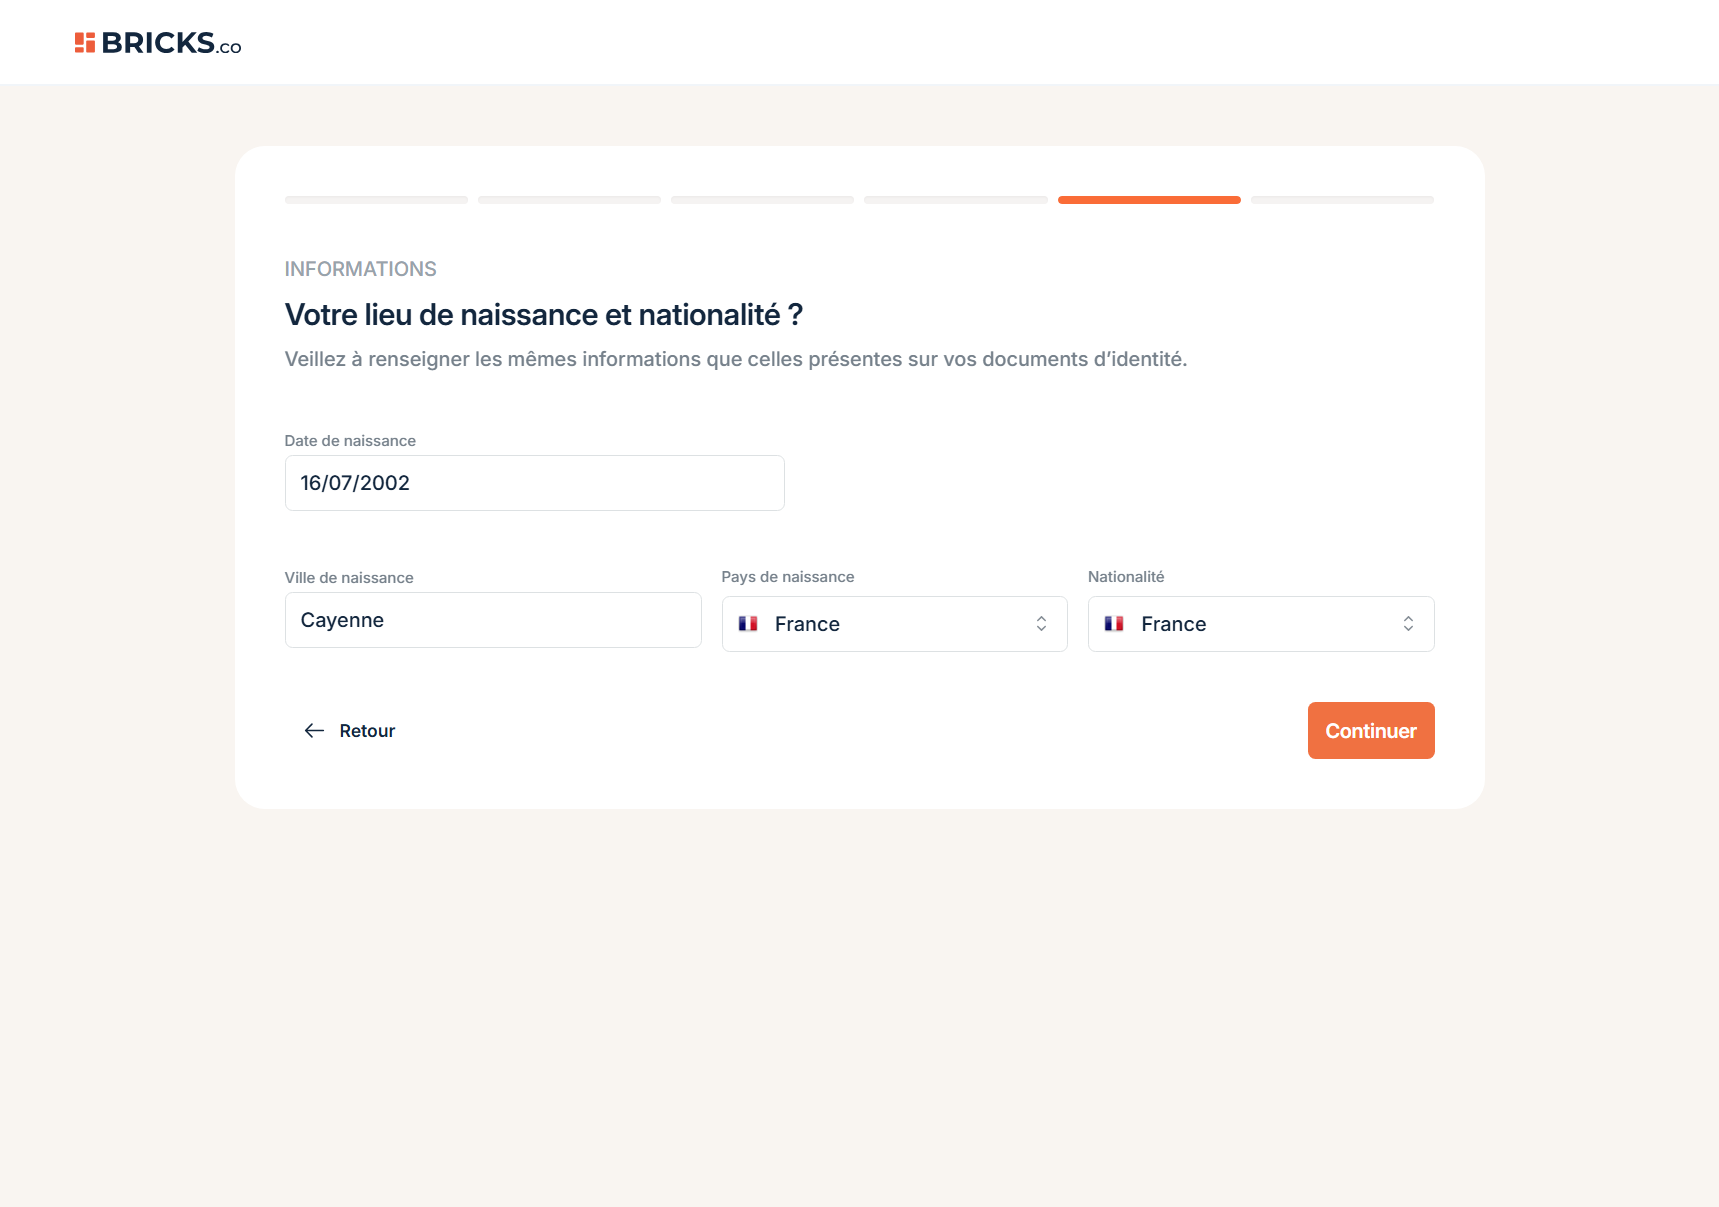 BRICKS.co
INFORMATIONS
Votre lieu de naissance et nationalité ?
Veillez à renseigner les mêmes informations que celles présentes sur vos documents d’identité.
Date de naissance
16/07/2002
Ville de naissance
Pays de naissance
Nationalité
Cayenne
France
France
Retour
Continuer